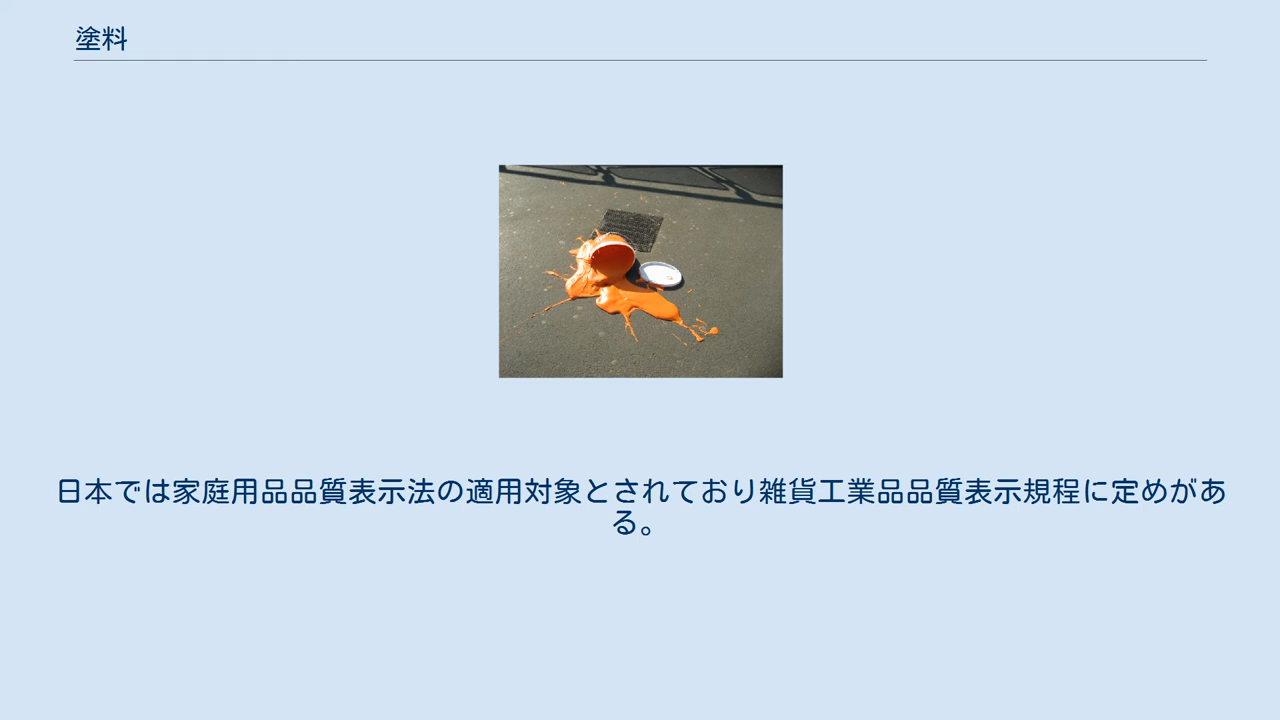 塗料
日本では家庭用品品質表示法の適用対象とされており雑貨工業品品質表示規程に定めがあ
る。